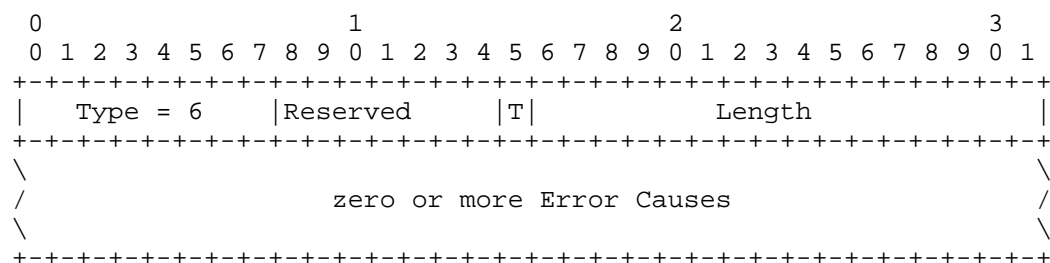 0                   1                   2                   3
 0 1 2 3 4 5 6 7 8 9 0 1 2 3 4 5 6 7 8 9 0 1 2 3 4 5 6 7 8 9 0 1
+-+-+-+-+-+-+-+-+-+-+-+-+-+-+-+-+-+-+-+-+-+-+-+-+-+-+-+-+-+-+-+-+
|   Type = 6    |Reserved     |T|           Length              |
+-+-+-+-+-+-+-+-+-+-+-+-+-+-+-+-+-+-+-+-+-+-+-+-+-+-+-+-+-+-+-+-+
\                                                               \
/                   zero or more Error Causes                   /
\                                                               \
+-+-+-+-+-+-+-+-+-+-+-+-+-+-+-+-+-+-+-+-+-+-+-+-+-+-+-+-+-+-+-+-+